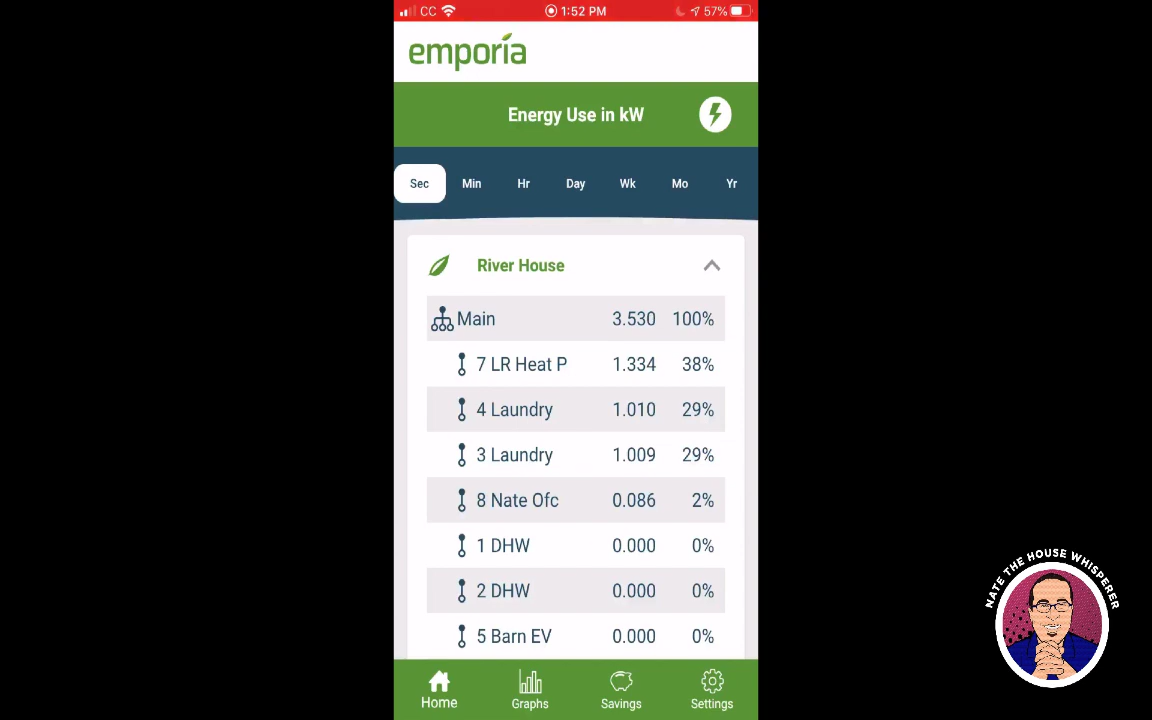 CC 1:52 PM 57%
emporia
Energy Use in kW
Sec Min Hr Day Wk Mo Yr
River House
Main 3.530 100%
7 LR Heat P 1.334 38%
4 Laundry 1.010 29%
3 Laundry 1.009 29%
8 Nate Ofc 0.086 2%
1 DHW 0.000 0%
2 DHW 0.000 0%
5 Barn EV 0.000 0%
Home Graphs Savings Settings
NATE THE HOUSE WHISPERER